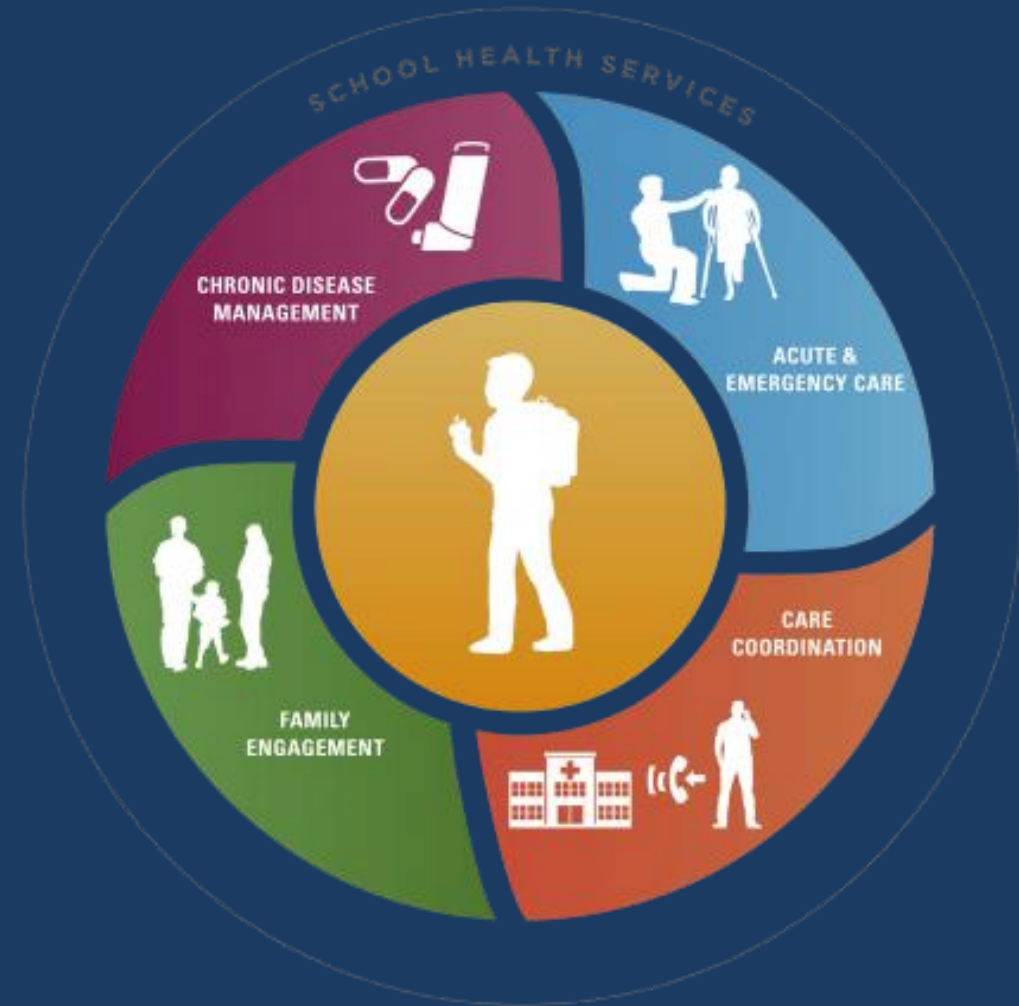 SCHOOL HEALTH SERVICES
CHRONIC DISEASE
MANAGEMENT
ACUTE &
EMERGENCY CARE
CARE
COORDINATION
FAMILY
ENGAGEMENT